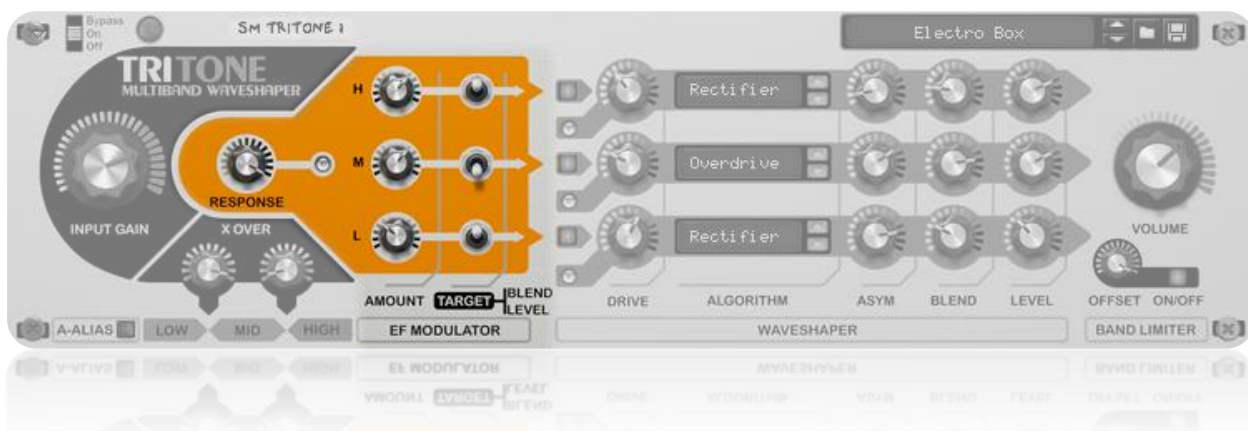 Bypass
On
Off
SM TRITONE 1
Electro Box
TRITONE
MULTIBAND WAVESHAPER
H
Rectifier
M
Overdrive
RESPONSE
INPUT GAIN
X OVER
L
Rectifier
VOLUME
AMOUNT TARGET BLEND
LEVEL
DRIVE ALGORITHM ASYM BLEND LEVEL OFFSET ON/OFF
A-ALIAS LOW MID HIGH EF MODULATOR WAVESHAPER BAND LIMITER